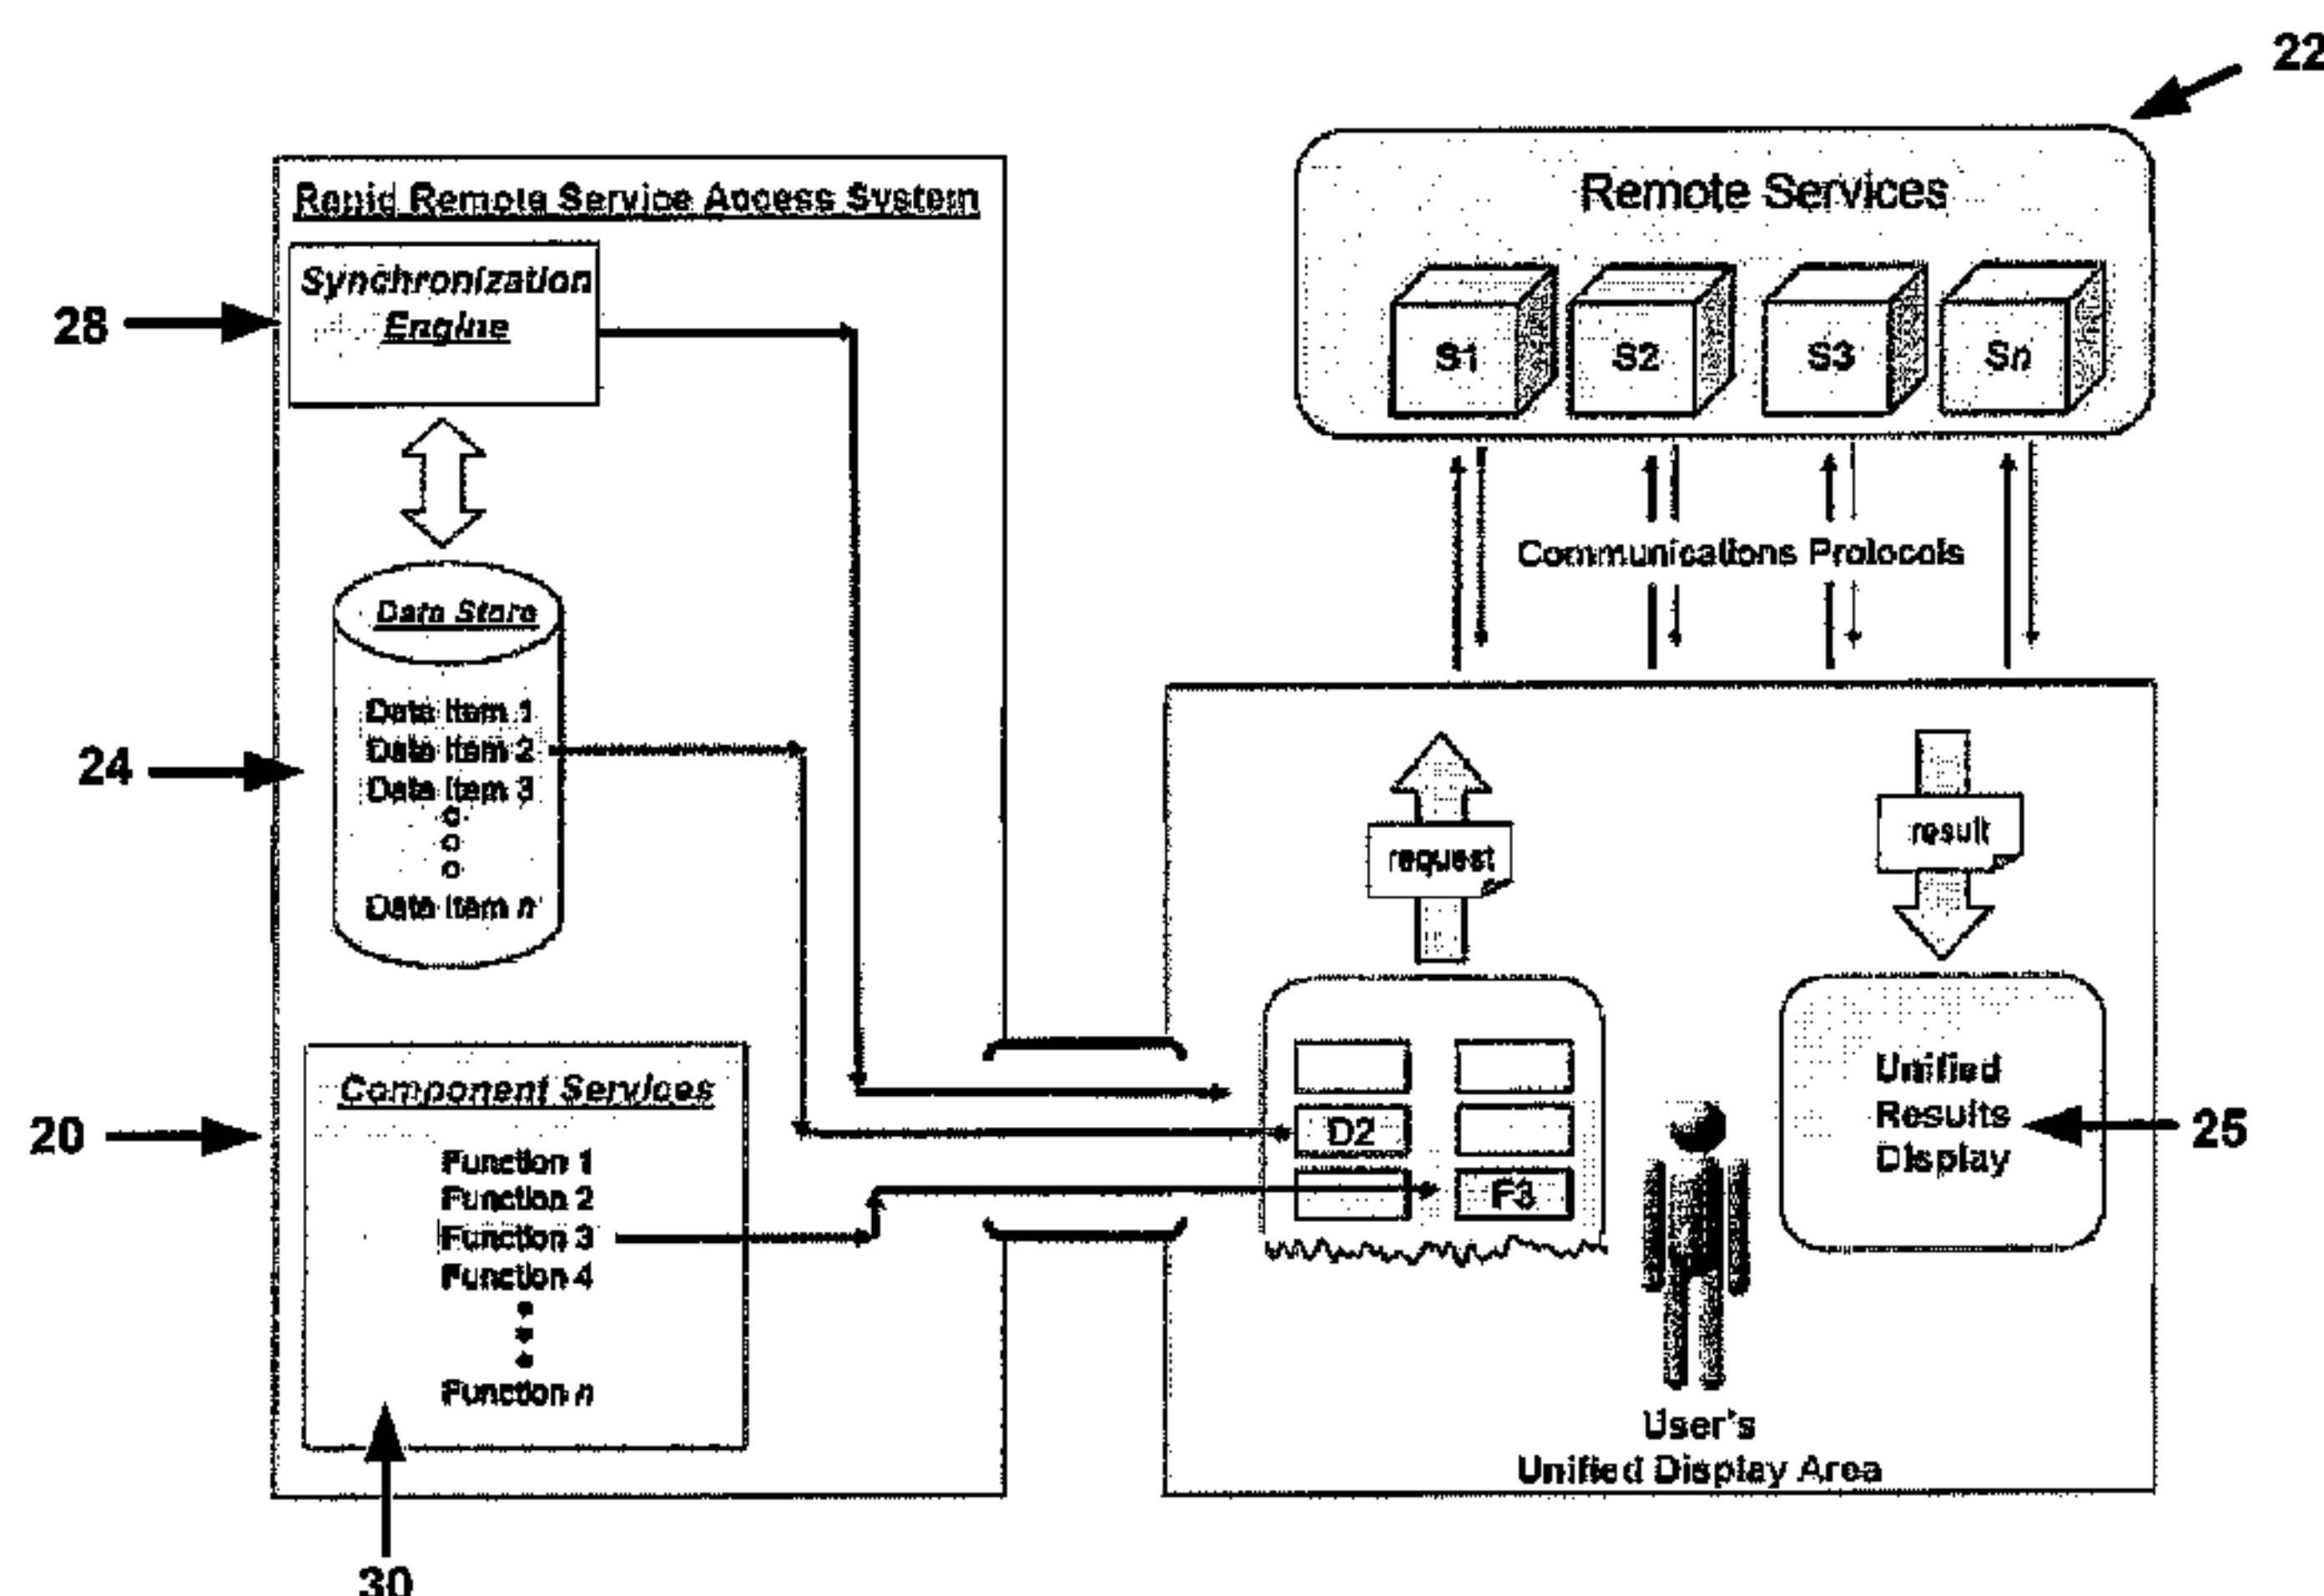 22
Rapid Remote Service Access System
Remote Services
Synchronization
Engine
28
S1
S2
S3
Sn
Communications Protocols
Data Store
Data Item 1
Data Item 2
Data Item 3
Data Item n
24
request
result
Component Services
Function 1
Function 2
Function 3
Function 4
Function n
20
30
D2
F3
Unified
Results
Display
25
User's
Unified Display Area